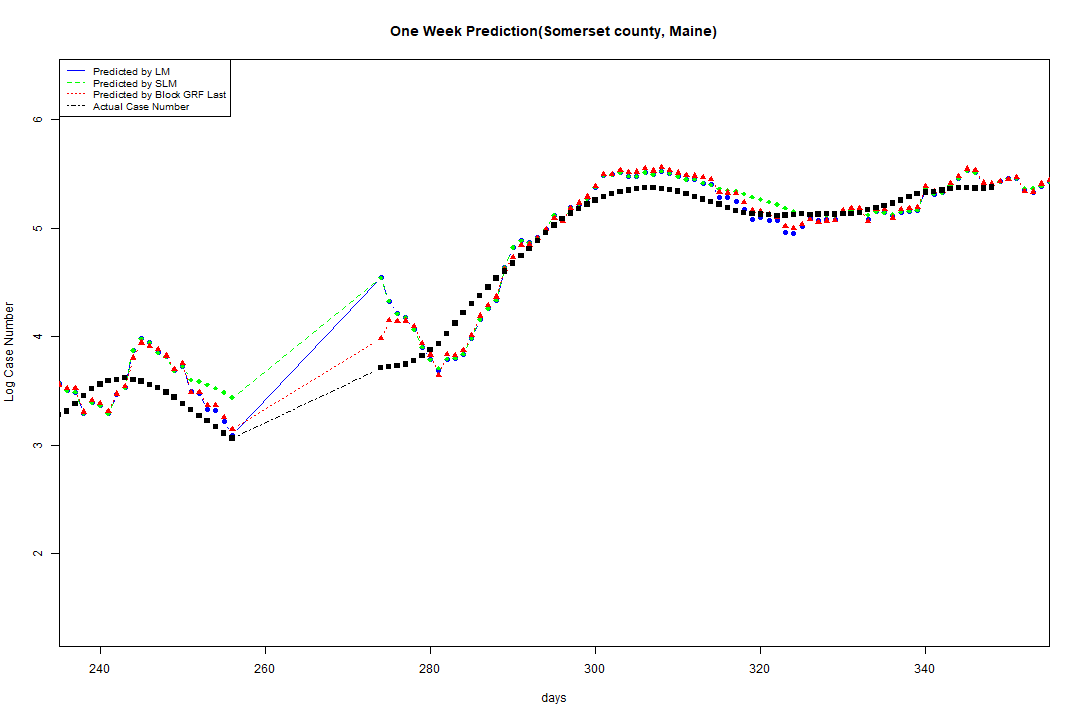 One Week Prediction(Somerset county, Maine)
Predicted by LM
Predicted by SLM
Predicted by Block GRF Last
Actual Case Number
6
5
4
3
2
Log Case Number
240
260
280
300
320
340
days